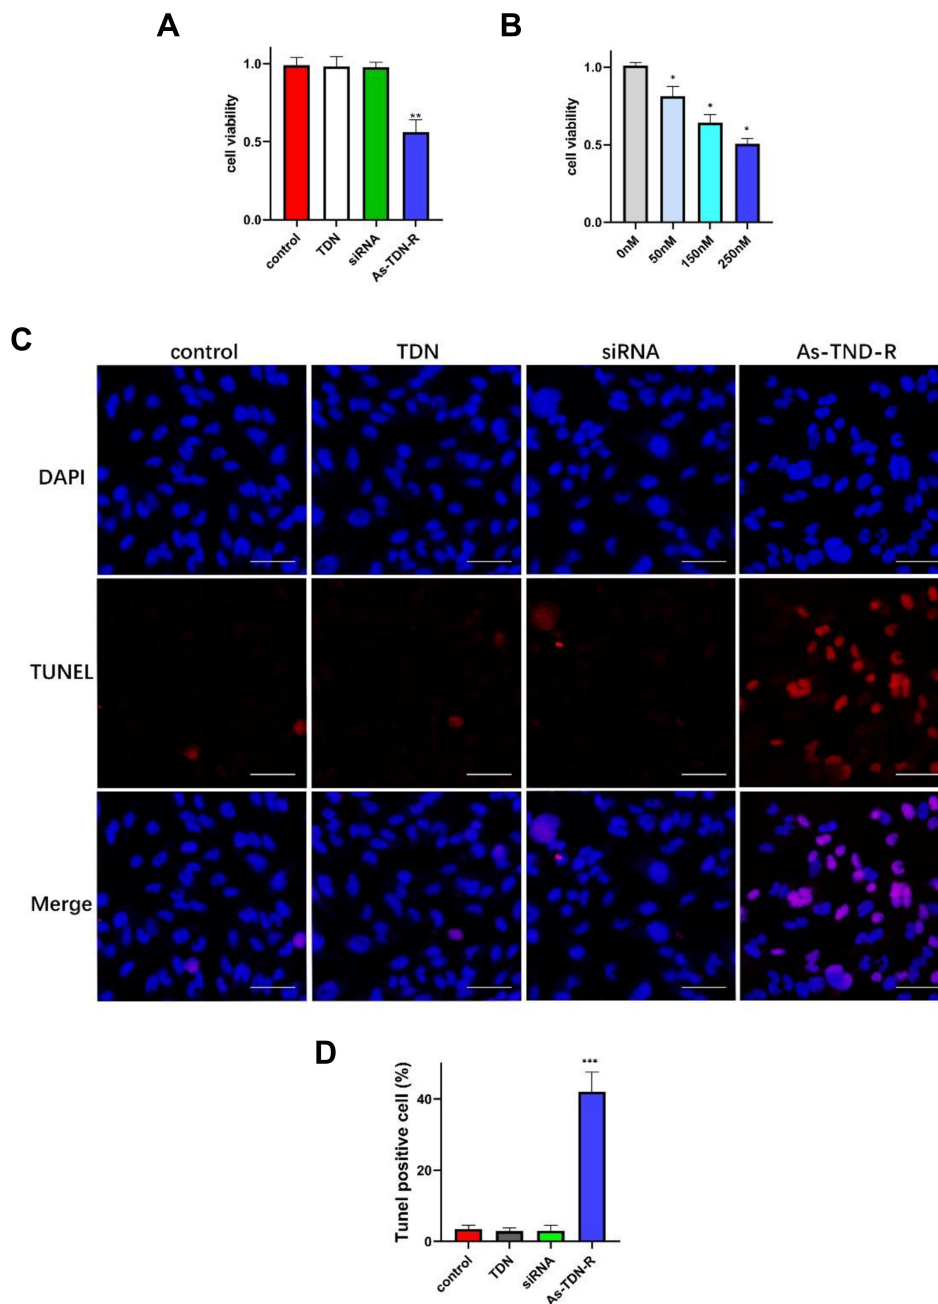 A
cell viability
1.0
0.5
0.0
**
control
TDN
siRNA
As-TDN-R
B
cell viability
1.0
0.5
0.0
*
*
*
0nM
50nM
150nM
250nM
C
control
TDN
siRNA
As-TND-R
DAPI
TUNEL
Merge
D
Tunel positive cell (%)
40
20
0
***
control
TDN
siRNA
As-TDN-R